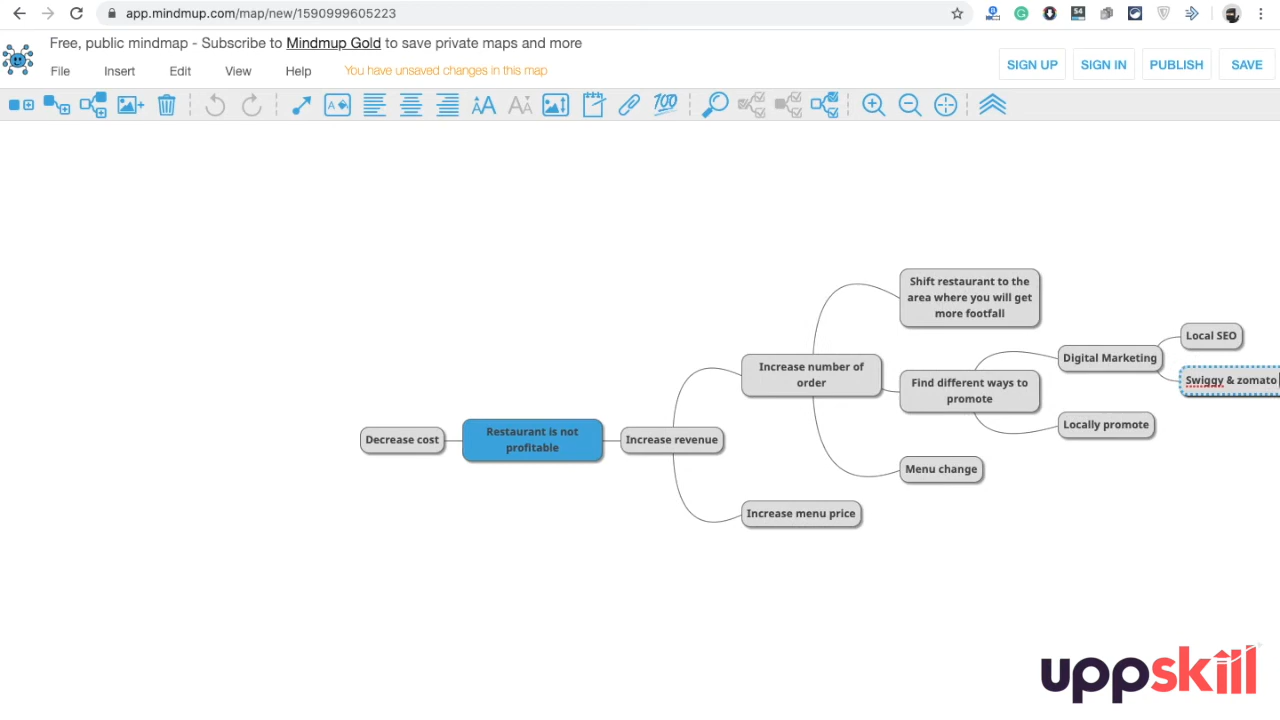 app.mindmup.com/map/new/1590999605223
Free, public mindmap - Subscribe to Mindmup Gold to save private maps and more
File Insert Edit View Help You have unsaved changes in this map
SIGN UP SIGN IN PUBLISH SAVE
Shift restaurant to the
area where you will get
more footfall
Local SEO
Digital Marketing
Increase number of
order
Swiggy & zomato
Find different ways to
promote
Locally promote
Restaurant is not
profitable
Decrease cost
Increase revenue
Menu change
Increase menu price
uppskill